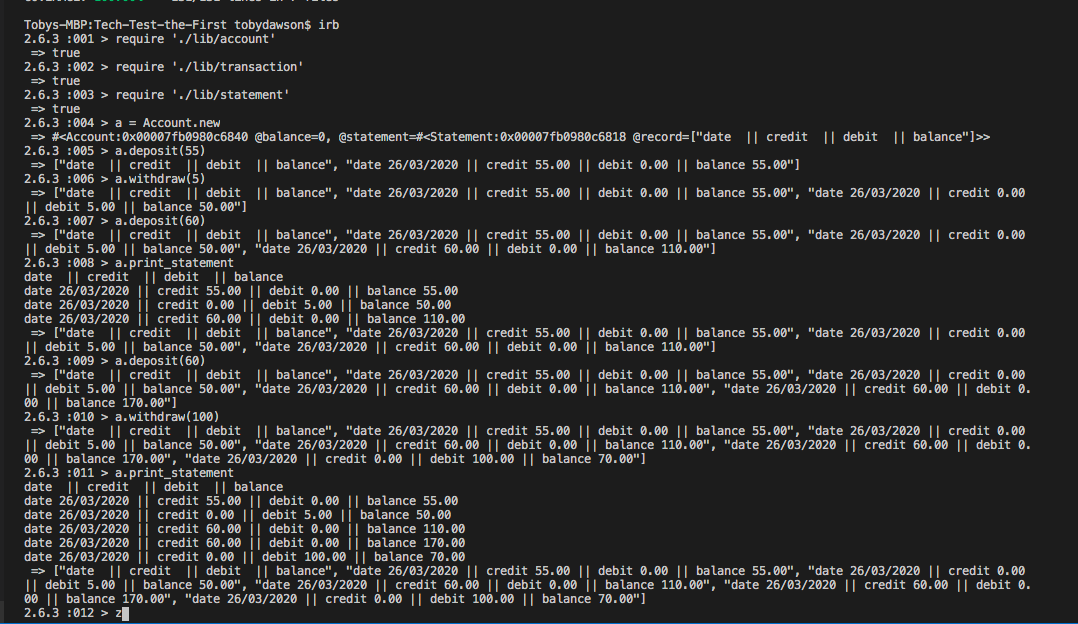 Tobys-MBP:Tech-Test-the-First tobydawson$ irb
2.6.3 :001 > require './lib/account'
 => true
2.6.3 :002 > require './lib/transaction'
 => true
2.6.3 :003 > require './lib/statement'
 => true
2.6.3 :004 > a = Account.new
 => #<Account:0x00007fb0980c6840 @balance=0, @statement=#<Statement:0x00007fb0980c6818 @record=["date  || credit  || debit  || balance"]>>
2.6.3 :005 > a.deposit(55)
 => ["date  || credit  || debit  || balance", "date 26/03/2020 || credit 55.00 || debit 0.00 || balance 55.00"]
2.6.3 :006 > a.withdraw(5)
 => ["date  || credit  || debit  || balance", "date 26/03/2020 || credit 55.00 || debit 0.00 || balance 55.00", "date 26/03/2020 || credit 0.00
|| debit 5.00 || balance 50.00"]
2.6.3 :007 > a.deposit(60)
 => ["date  || credit  || debit  || balance", "date 26/03/2020 || credit 55.00 || debit 0.00 || balance 55.00", "date 26/03/2020 || credit 0.00
|| debit 5.00 || balance 50.00", "date 26/03/2020 || credit 60.00 || debit 0.00 || balance 110.00"]
2.6.3 :008 > a.print_statement
date  || credit  || debit  || balance
date 26/03/2020 || credit 55.00 || debit 0.00 || balance 55.00
date 26/03/2020 || credit 0.00 || debit 5.00 || balance 50.00
date 26/03/2020 || credit 60.00 || debit 0.00 || balance 110.00
 => ["date  || credit  || debit  || balance", "date 26/03/2020 || credit 55.00 || debit 0.00 || balance 55.00", "date 26/03/2020 || credit 0.00
|| debit 5.00 || balance 50.00", "date 26/03/2020 || credit 60.00 || debit 0.00 || balance 110.00"]
2.6.3 :009 > a.deposit(60)
 => ["date  || credit  || debit  || balance", "date 26/03/2020 || credit 55.00 || debit 0.00 || balance 55.00", "date 26/03/2020 || credit 0.00
|| debit 5.00 || balance 50.00", "date 26/03/2020 || credit 60.00 || debit 0.00 || balance 110.00", "date 26/03/2020 || credit 60.00 || debit 0.
00 || balance 170.00"]
2.6.3 :010 > a.withdraw(100)
 => ["date  || credit  || debit  || balance", "date 26/03/2020 || credit 55.00 || debit 0.00 || balance 55.00", "date 26/03/2020 || credit 0.00
|| debit 5.00 || balance 50.00", "date 26/03/2020 || credit 60.00 || debit 0.00 || balance 110.00", "date 26/03/2020 || credit 60.00 || debit 0.
00 || balance 170.00", "date 26/03/2020 || credit 0.00 || debit 100.00 || balance 70.00"]
2.6.3 :011 > a.print_statement
date  || credit  || debit  || balance
date 26/03/2020 || credit 55.00 || debit 0.00 || balance 55.00
date 26/03/2020 || credit 0.00 || debit 5.00 || balance 50.00
date 26/03/2020 || credit 60.00 || debit 0.00 || balance 110.00
date 26/03/2020 || credit 60.00 || debit 0.00 || balance 170.00
date 26/03/2020 || credit 0.00 || debit 100.00 || balance 70.00
 => ["date  || credit  || debit  || balance", "date 26/03/2020 || credit 55.00 || debit 0.00 || balance 55.00", "date 26/03/2020 || credit 0.00
|| debit 5.00 || balance 50.00", "date 26/03/2020 || credit 60.00 || debit 0.00 || balance 110.00", "date 26/03/2020 || credit 60.00 || debit 0.
00 || balance 170.00", "date 26/03/2020 || credit 0.00 || debit 100.00 || balance 70.00"]
2.6.3 :012 > z